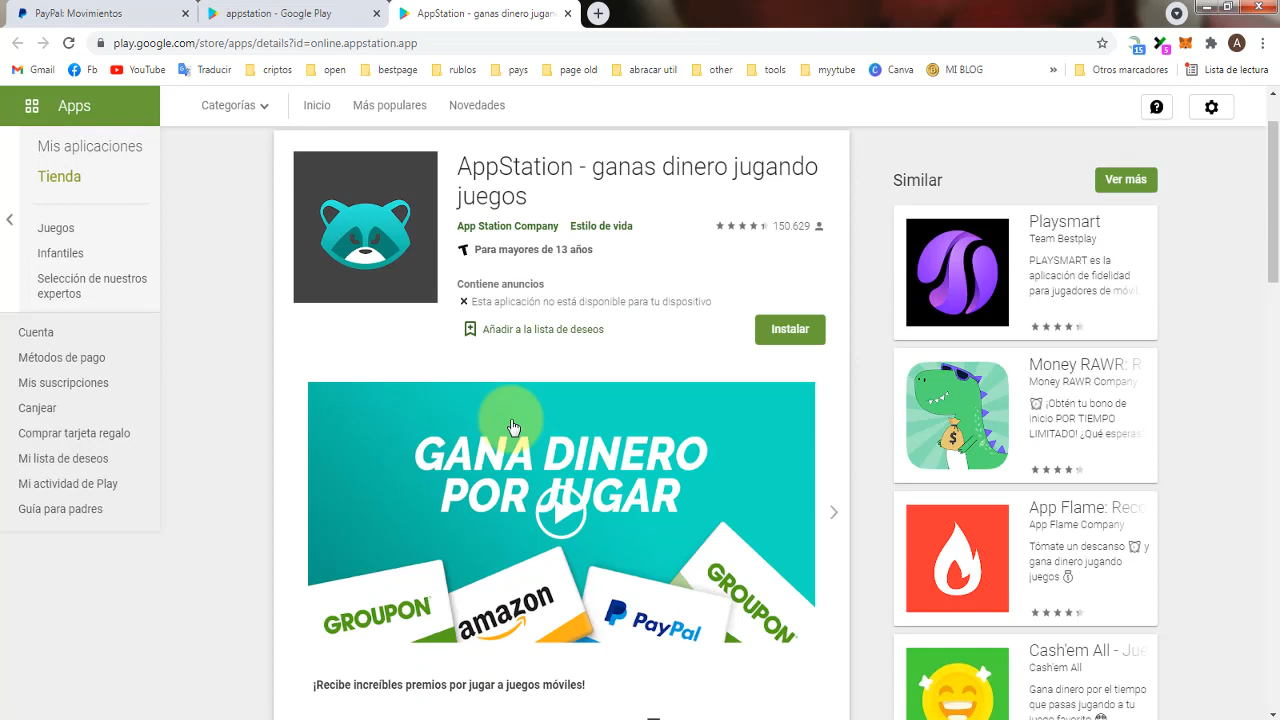 PayPal: Movimientos
appstation - Google Play
AppStation - ganas dinero jugand
play.google.com/store/apps/details?id=online.appstation.app
15
5
A
Gmail
Fb
YouTube
Traducir
criptos
open
bestpage
rublos
pays
page old
abracar util
other
tools
myytube
Canva
MI BLOG
»
Otros marcadores
Lista de lectura
Apps
Categorías
Inicio
Más populares
Novedades
Mis aplicaciones
Tienda
Juegos
Infantiles
Selección de nuestros
expertos
Cuenta
Métodos de pago
Mis suscripciones
Canjear
Comprar tarjeta regalo
Mi lista de deseos
Mi actividad de Play
Guía para padres
AppStation - ganas dinero jugando
juegos
App Station Company
Estilo de vida
150.629
T Para mayores de 13 años
Contiene anuncios
Esta aplicación no está disponible para tu dispositivo
Añadir a la lista de deseos
Instalar
GANA DINERO
POR JUGAR
GROUPON
amazon
PayPal
GROUPON
¡Recibe increíbles premios por jugar a juegos móviles!
Similar
Ver más
Playsmart
Team Bestplay
PLAYSMART es la
aplicación de fidelidad
para jugadores de móvil.
Money RAWR: R
Money RAWR Company
¡Obtén tu bono de
inicio POR TIEMPO
LIMITADO! ¿Qué esperas
App Flame: Rec
App Flame Company
Tómate un descanso y
gana dinero jugando
juegos
Cash'em All - Jue
Cash'em All
Gana dinero por el tiempo
que pasas jugando a tu
juego favorito